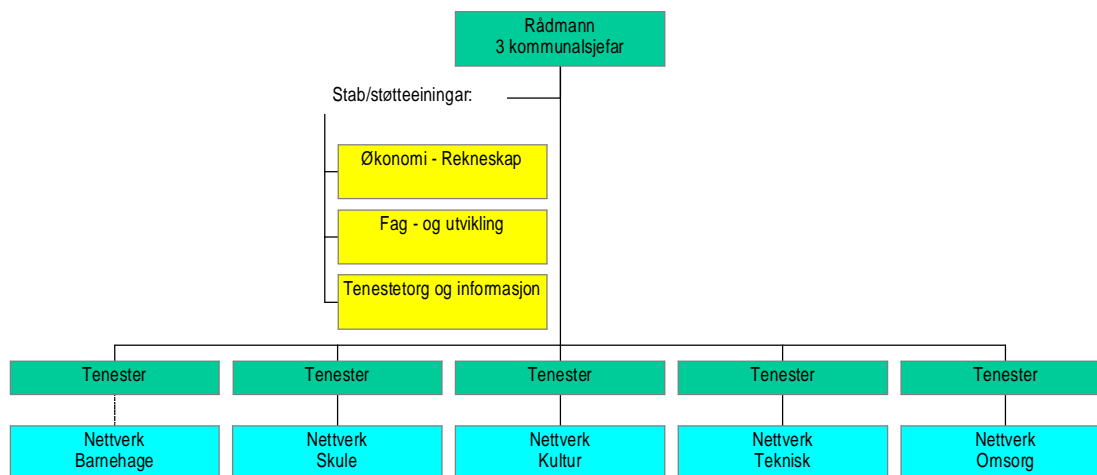 Rådmann
3 kommunalsjefar
Stab/støtteeiningar:
Økonomi - Rekneskap
Fag - og utvikling
Tenestetorg og informasjon
Tenester
Tenester
Tenester
Tenester
Tenester
Nettverk
Barnehage
Nettverk
Skule
Nettverk
Kultur
Nettverk
Teknisk
Nettverk
Omsorg